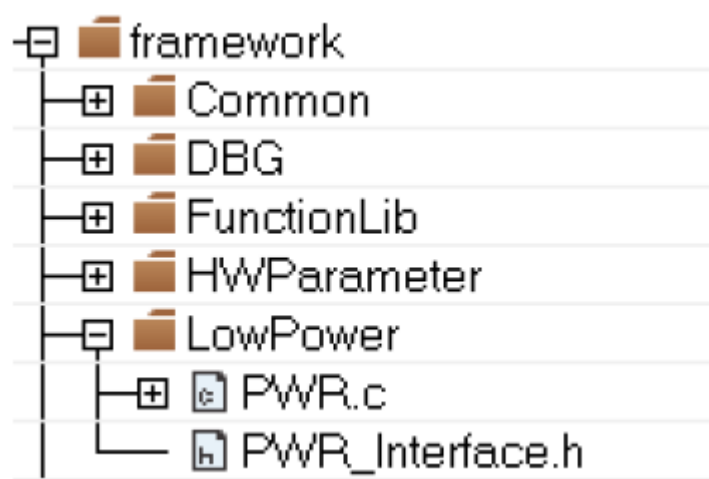 framework
Common
DBG
FunctionLib
HWParameter
LowPower
PWR.c
PWR_Interface.h